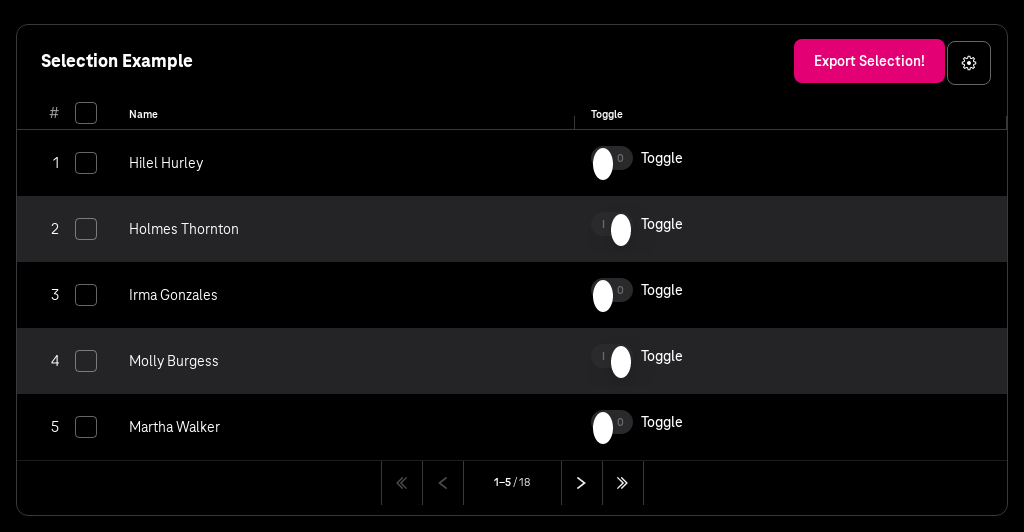 Selection Example
Export Selection!
# Name Toggle
1 Hilel Hurley 0 Toggle
2 Holmes Thornton I Toggle
3 Irma Gonzales 0 Toggle
4 Molly Burgess I Toggle
5 Martha Walker 0 Toggle
1–5 / 18